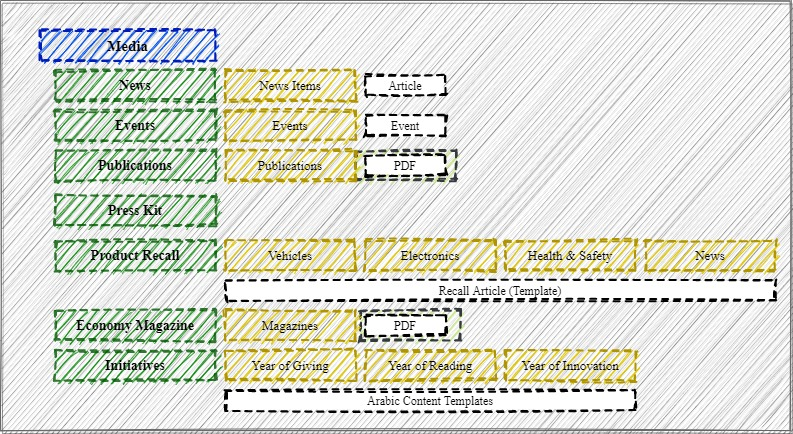 Media
News News Items Article
Events Events Event
Publications Publications PDF
Press Kit
Product Recall Vehicles Electronics Health & Safety News
Recall Article (Template)
Economy Magazine Magazines PDF
Initiatives Year of Giving Year of Reading Year of Innovation
Arabic Content Templates